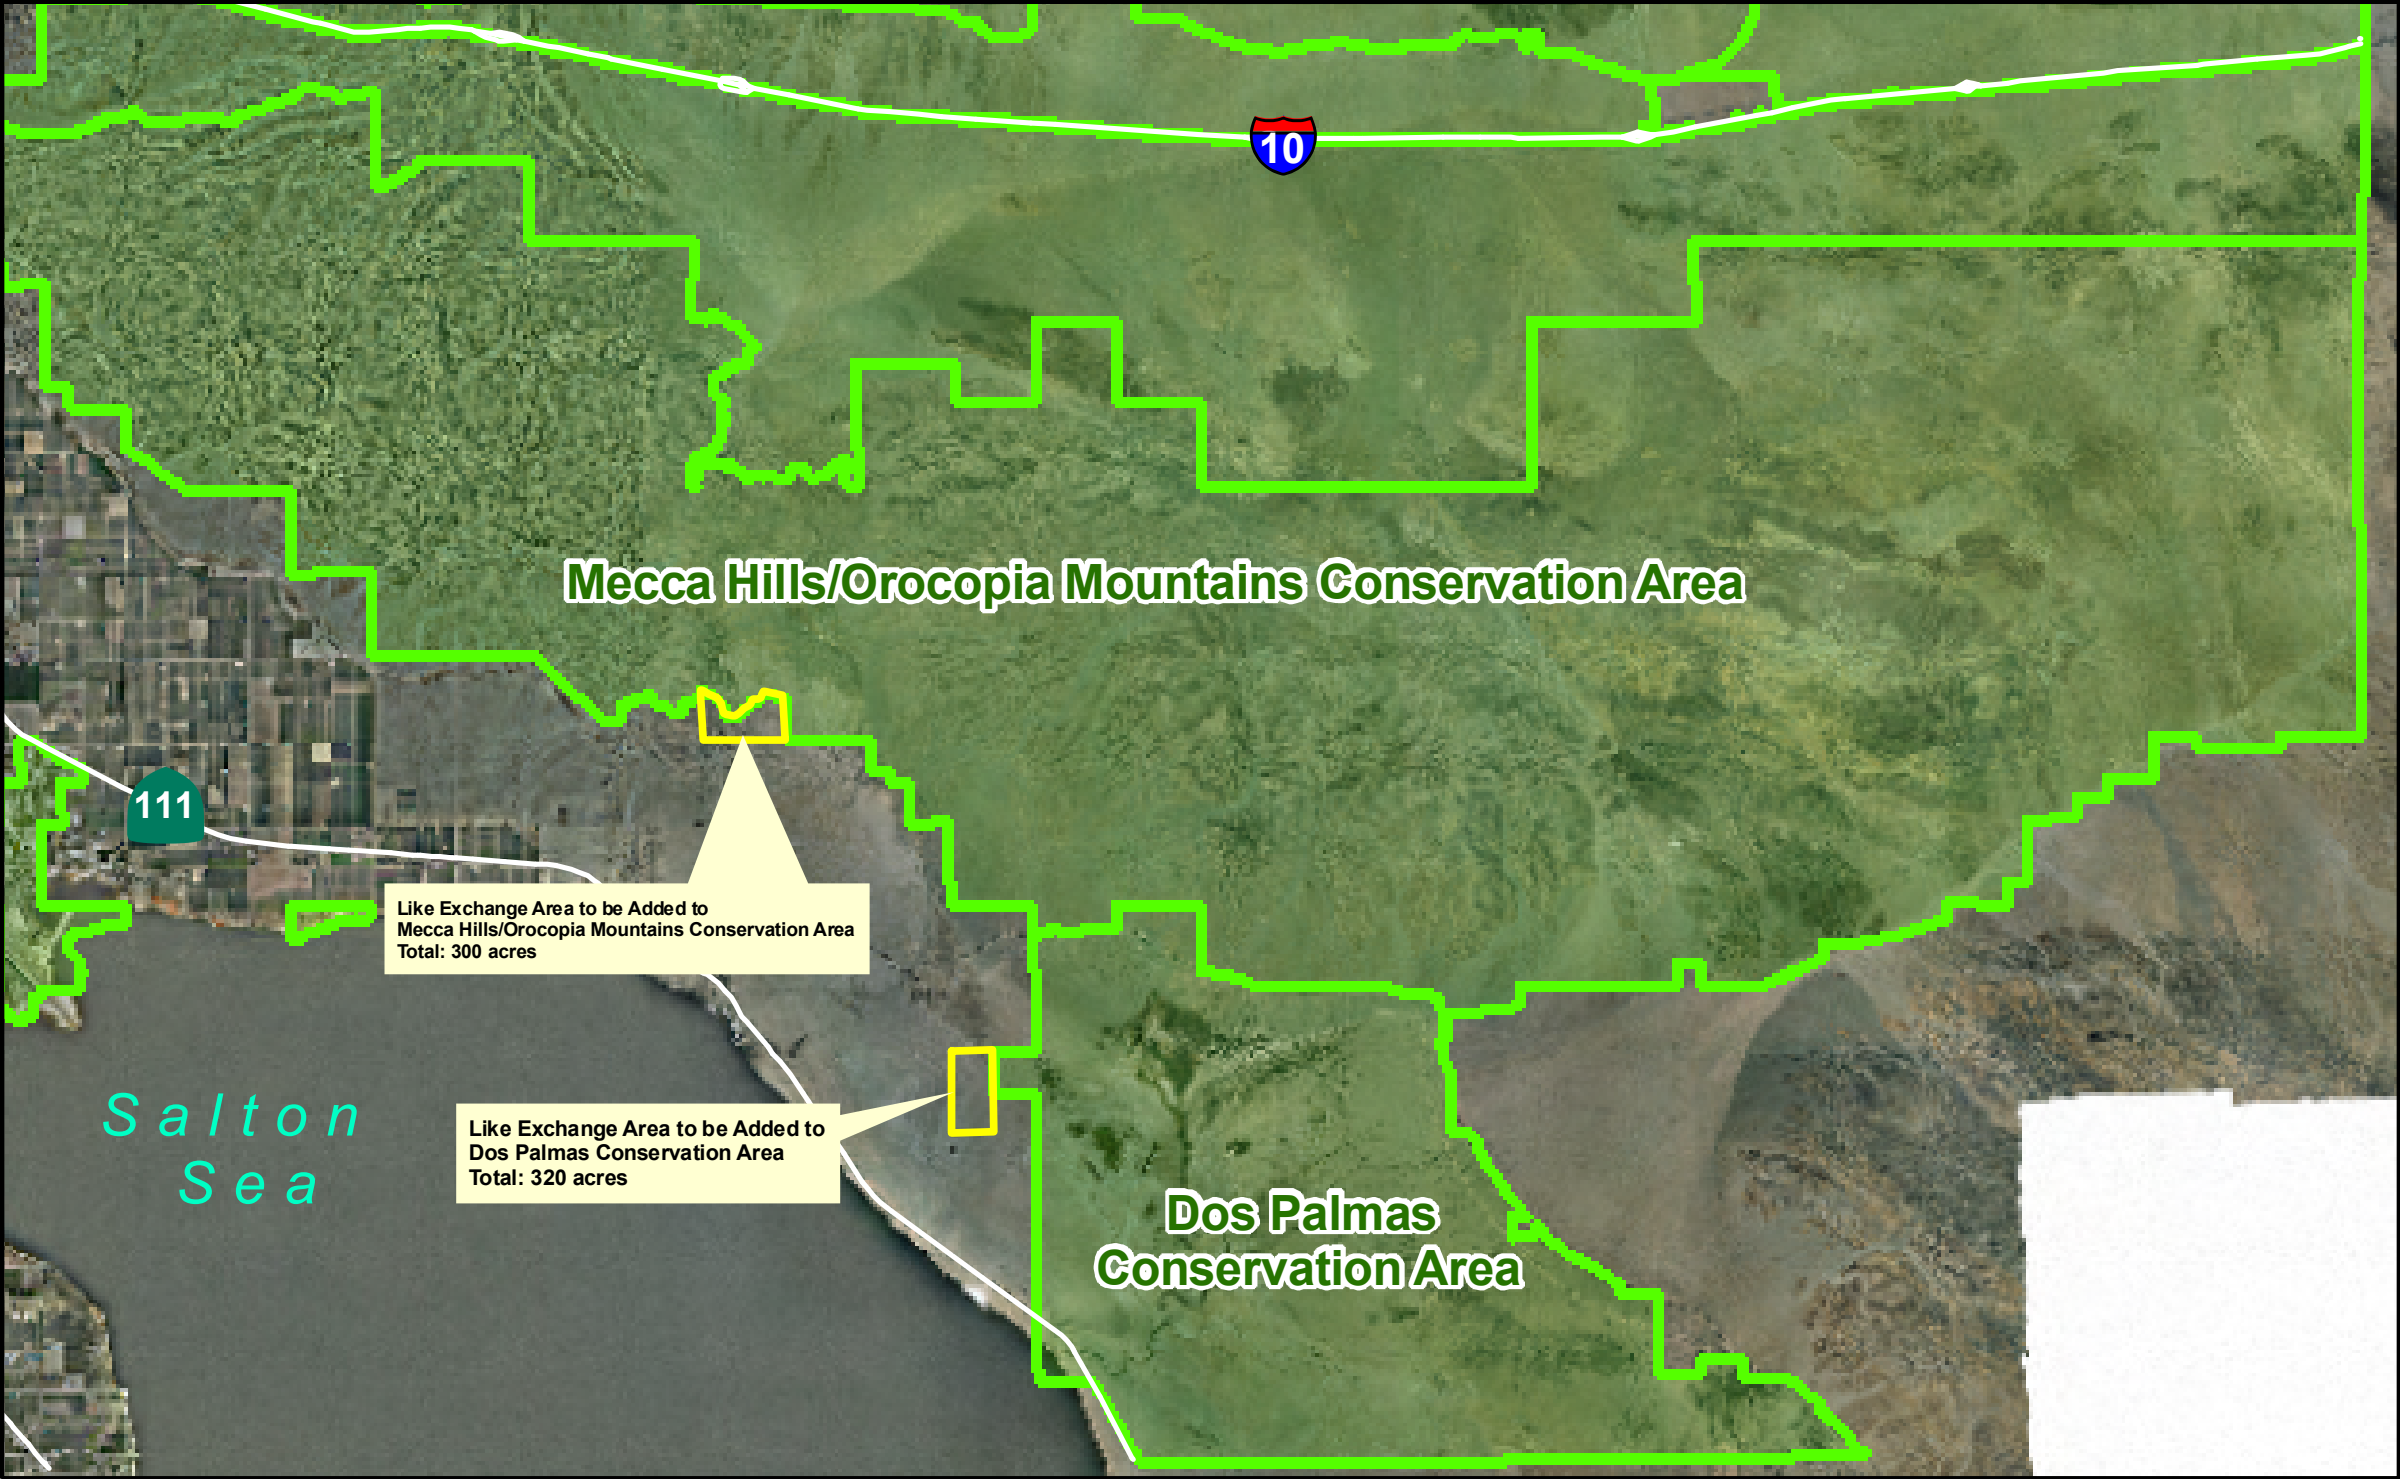 10
Mecca Hills/Orocopia Mountains Conservation Area
111
Like Exchange Area to be Added to
Mecca Hills/Orocopia Mountains Conservation Area
Total: 300 acres
Salton
Sea
Like Exchange Area to be Added to
Dos Palmas Conservation Area
Total: 320 acres
Dos Palmas
Conservation Area